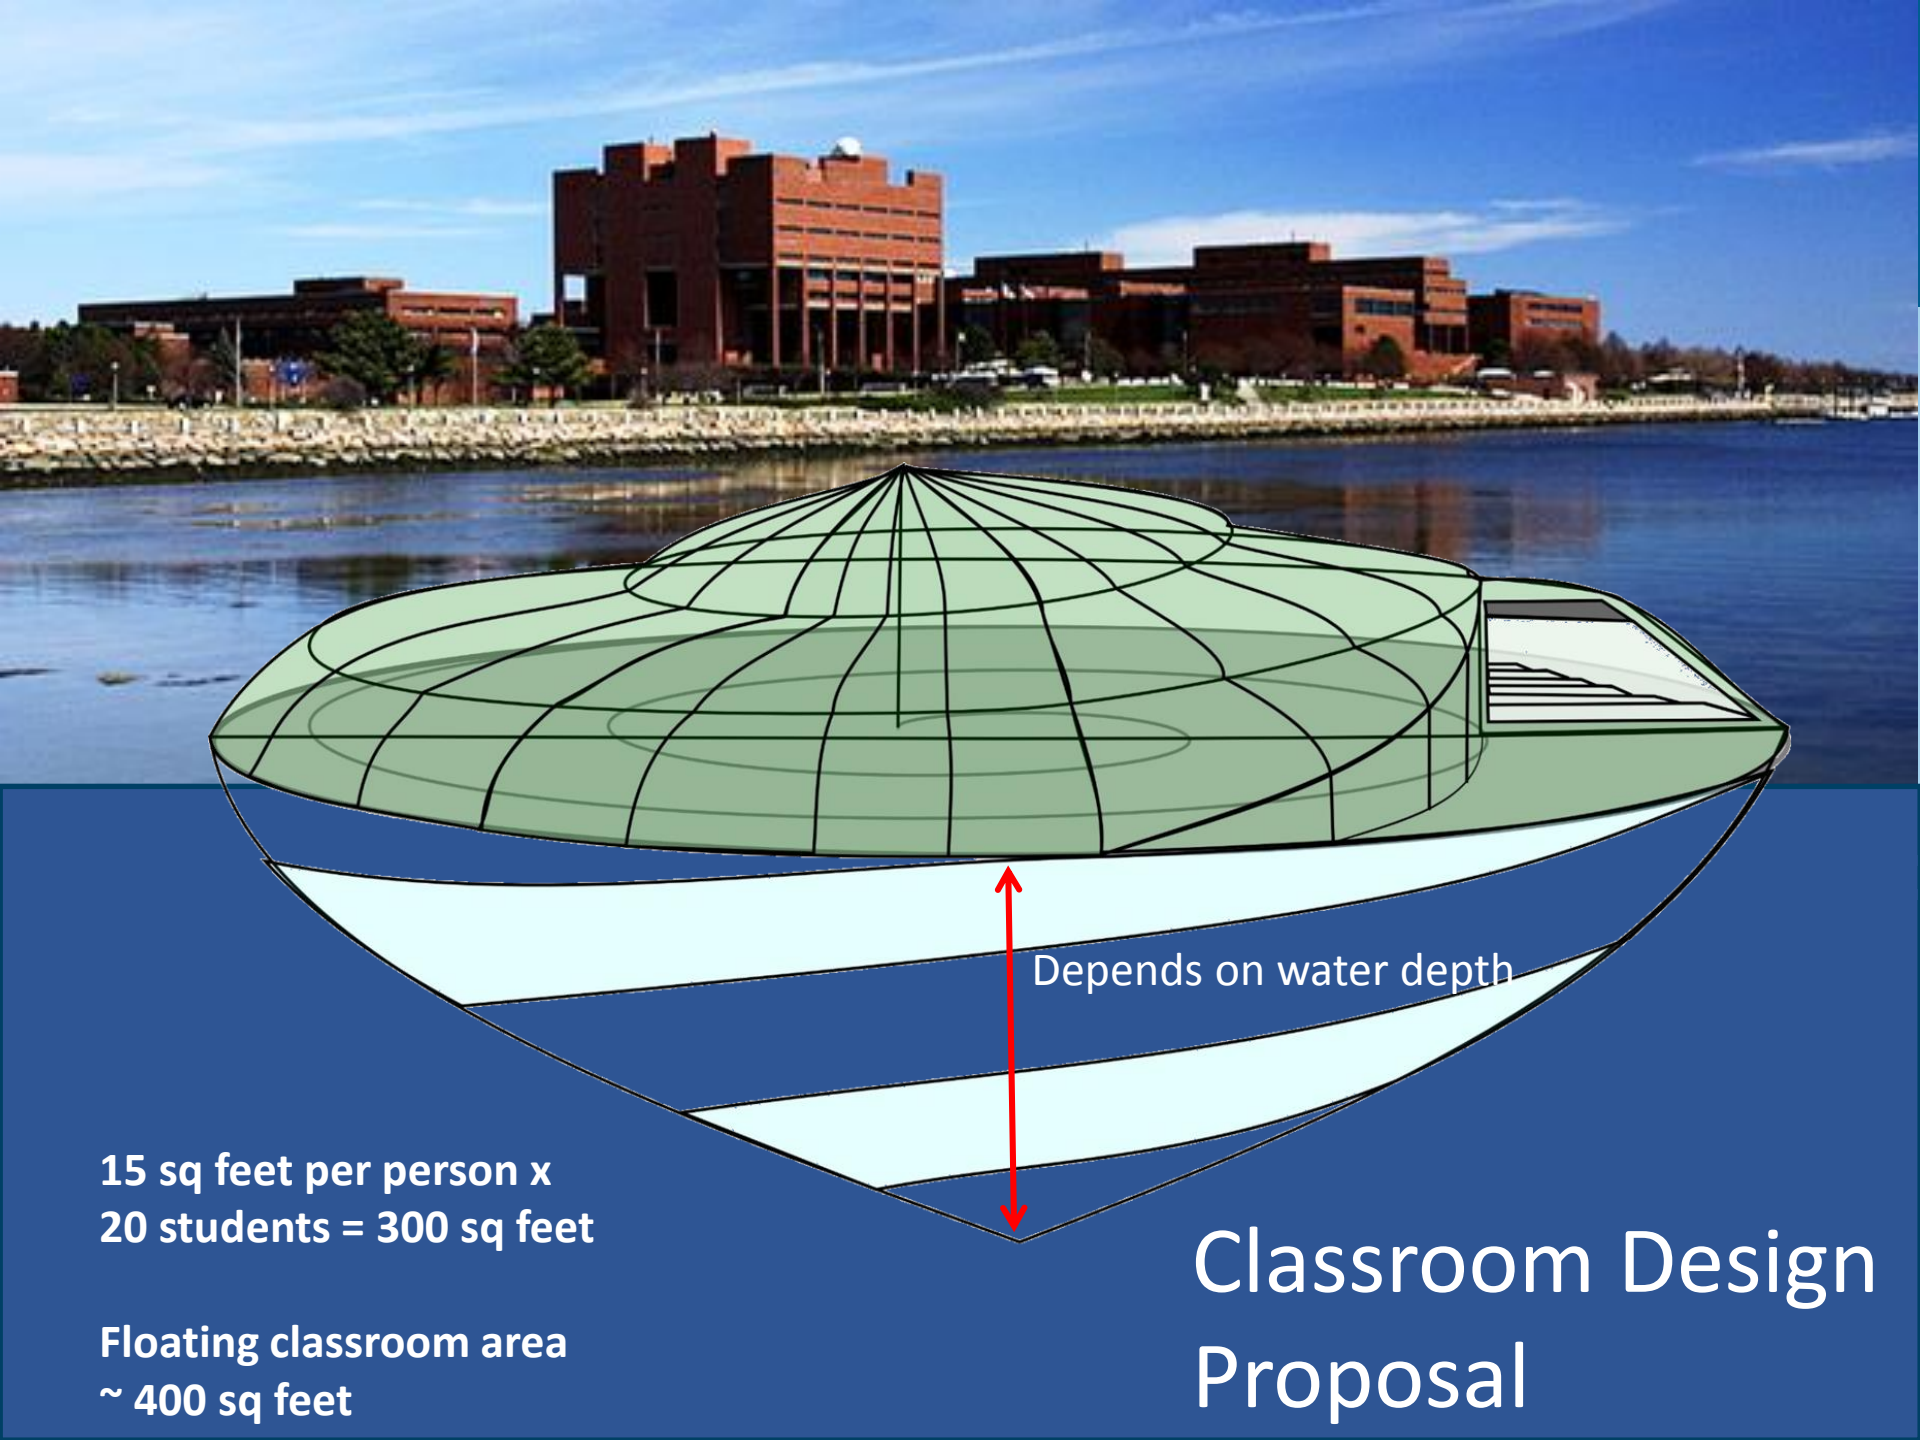 Depends on water depth
15 sq feet per person x
20 students = 300 sq feet
Floating classroom area
~ 400 sq feet
Classroom Design
Proposal